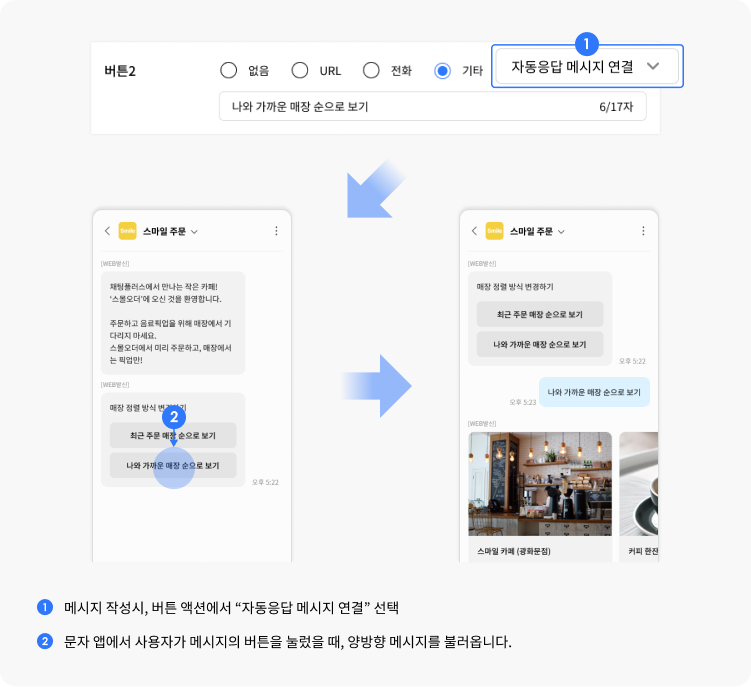 1
버튼2
없음
URL
전화
기타
자동응답 메시지 연결
나와 가까운 매장 순으로 보기
6/17자
Smile
스마일 주문
[WEB발신]
채팅플러스에서 만나는 작은 카페!
‘스몰오더’에 오신 것을 환영합니다.
주문하고 음료픽업을 위해 매장에서 기
다리지 마세요.
스몰오더에서 미리 주문하고, 매장에서
는 픽업만!
[WEB발신]
매장 정렬 방식 변경하기
2
최근 주문 매장 순으로 보기
나와 가까운 매장 순으로 보기
오후 5:22
Smile
스마일 주문
[WEB발신]
매장 정렬 방식 변경하기
최근 주문 매장 순으로 보기
나와 가까운 매장 순으로 보기
오후 5:22
나와 가까운 매장 순으로 보기
오후 5:23
[WEB발신]
스마일 카페 (광화문점)
커피 한잔
1 메시지 작성시, 버튼 액션에서 “자동응답 메시지 연결” 선택
2 문자 앱에서 사용자가 메시지의 버튼을 눌렀을 때, 양방향 메시지를 불러옵니다.